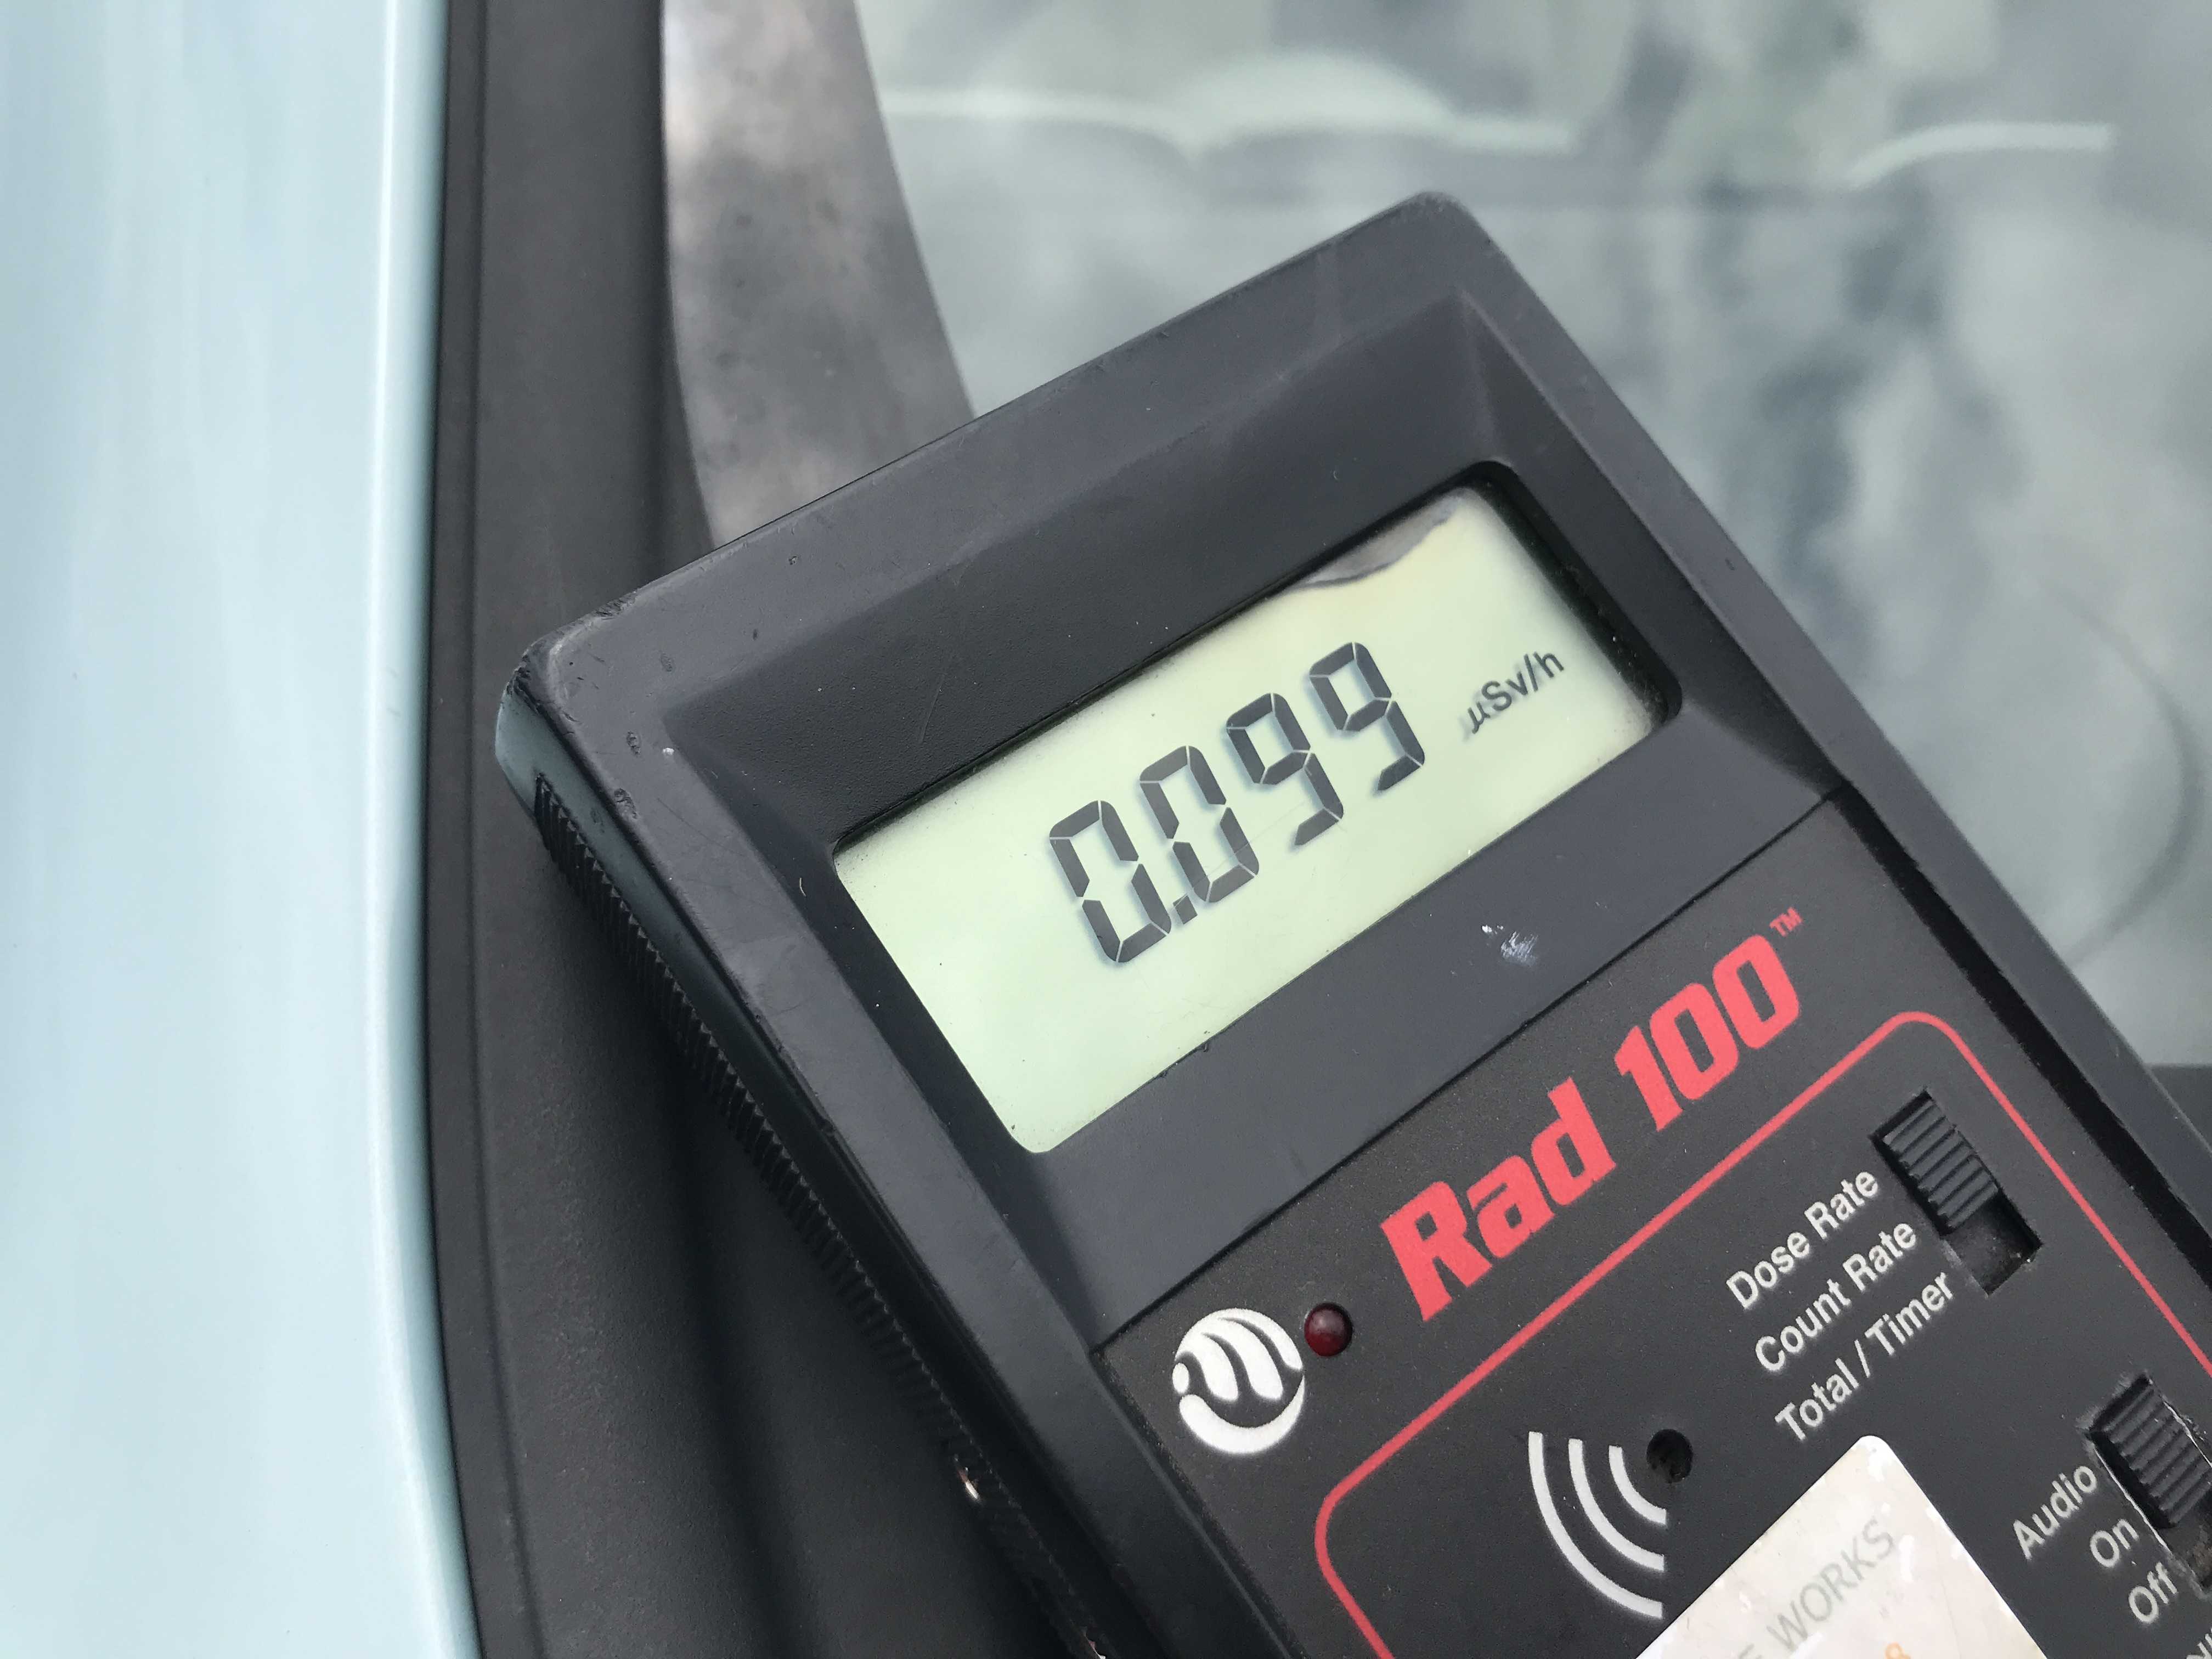 0.099 µSv/h
Rad 100™
Dose Rate
Count Rate
Total / Timer
Audio
On
Off
WORKS